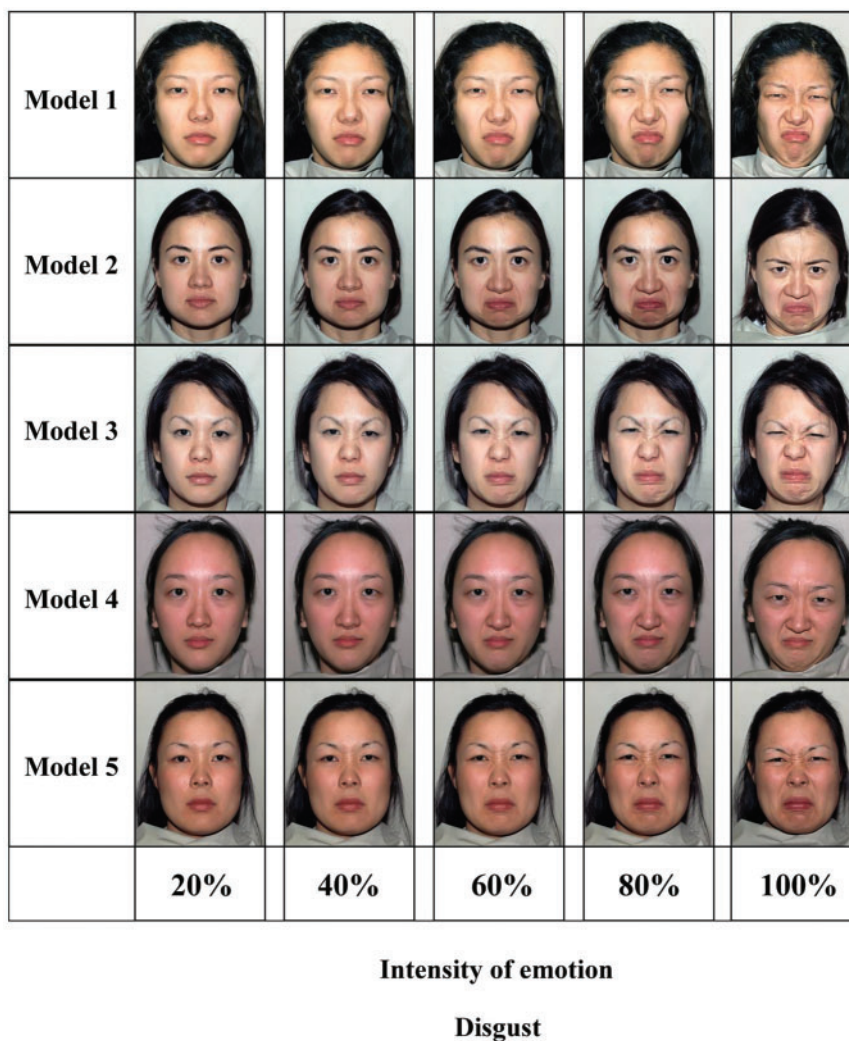 Model 1
Model 2
Model 3
Model 4
Model 5
20% 40% 60% 80% 100%
Intensity of emotion
Disgust